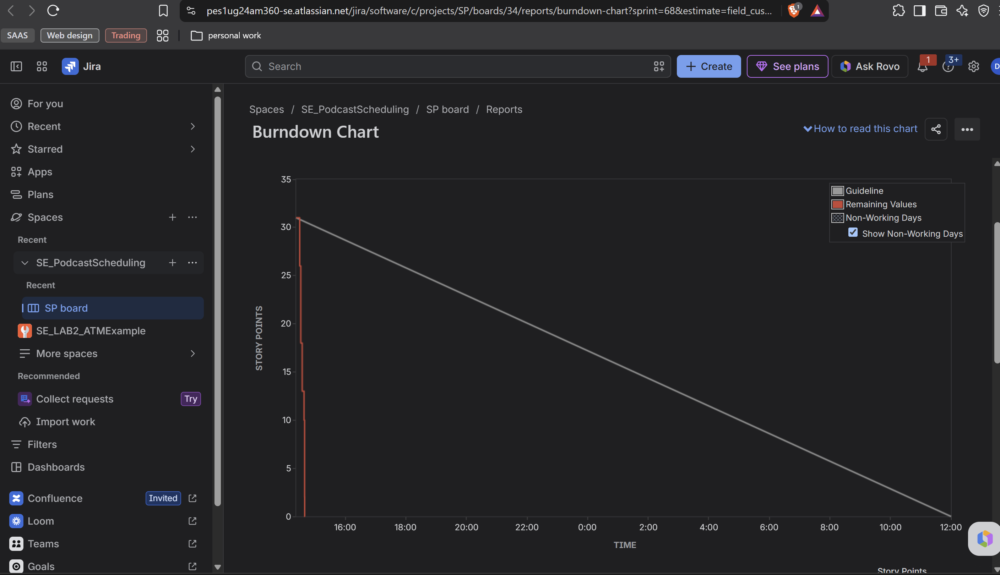 pes1ug24am360-se.atlassian.net/jira/software/c/projects/SP/boards/34/reports/burndown-chart?sprint=68&estimate=field_cus...
1
SAAS
Web design
Trading
personal work
Jira
Search
Create
See plans
Ask Rovo
1
3+
D
For you
Recent
Starred
Apps
Plans
Spaces
Recent
SE_PodcastScheduling
Recent
SP board
SE_LAB2_ATMExample
More spaces
Recommended
Collect requests
Try
Import work
Filters
Dashboards
Confluence
Invited
Loom
Teams
Goals
Spaces / SE_PodcastScheduling / SP board / Reports
Burndown Chart
How to read this chart
35
30
25
20
15
10
5
0
STORY POINTS
Guideline
Remaining Values
Non-Working Days
Show Non-Working Days
16:00
18:00
20:00
22:00
0:00
2:00
4:00
6:00
8:00
10:00
12:00
TIME
Story Points